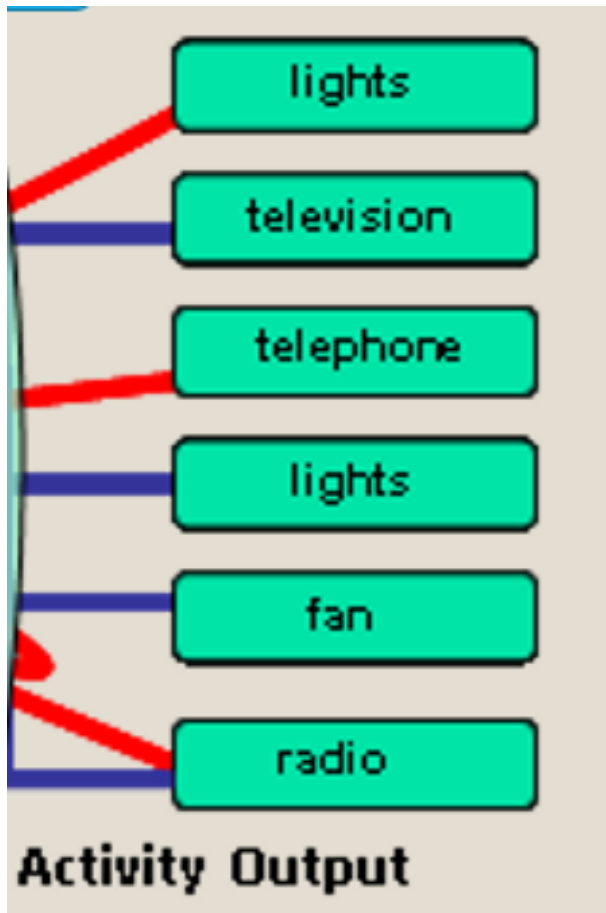 lights
television
telephone
lights
fan
radio
Activity Output